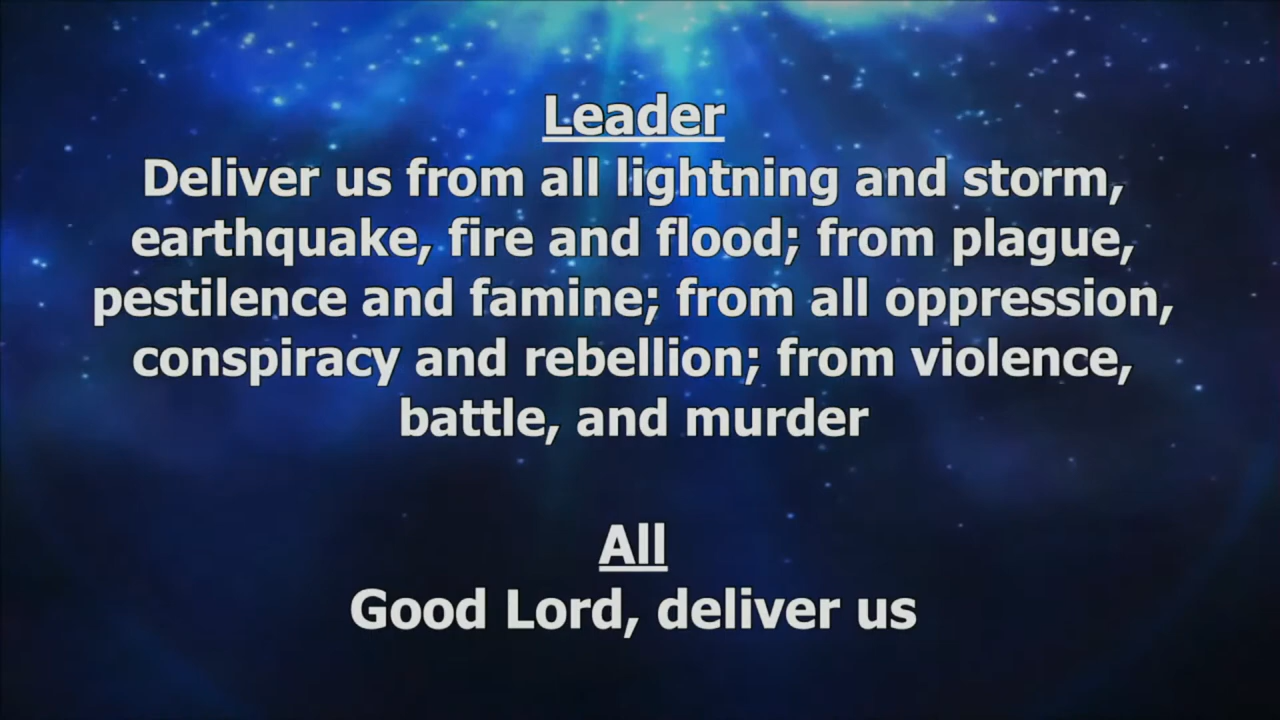 Leader
Deliver us from all lightning and storm,
earthquake, fire and flood; from plague,
pestilence and famine; from all oppression,
conspiracy and rebellion; from violence,
battle, and murder
All
Good Lord, deliver us